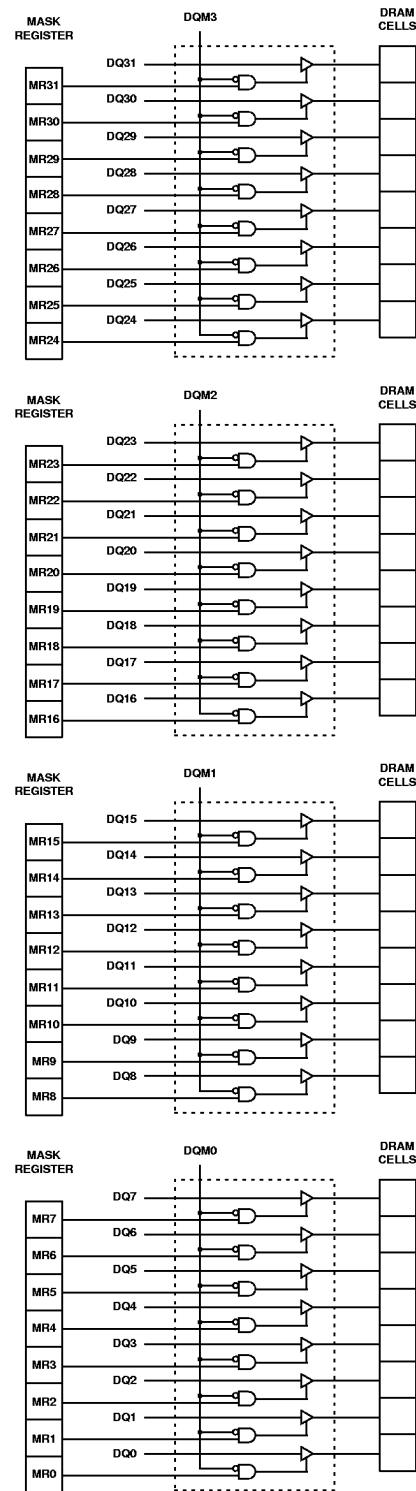 MASK
REGISTER
DQM3
DRAM
CELLS
DQ31
MR31
DQ30
MR30
DQ29
MR29
DQ28
MR28
DQ27
MR27
DQ26
MR26
DQ25
MR25
DQ24
MR24
MASK
REGISTER
DQM2
DRAM
CELLS
DQ23
MR23
DQ22
MR22
DQ21
MR21
DQ20
MR20
DQ19
MR19
DQ18
MR18
DQ17
MR17
DQ16
MR16
MASK
REGISTER
DQM1
DRAM
CELLS
DQ15
MR15
DQ14
MR14
DQ13
MR13
DQ12
MR12
DQ11
MR11
DQ10
MR10
DQ9
MR9
DQ8
MR8
MASK
REGISTER
DQM0
DRAM
CELLS
DQ7
MR7
DQ6
MR6
DQ5
MR5
DQ4
MR4
DQ3
MR3
DQ2
MR2
DQ1
MR1
DQ0
MR0